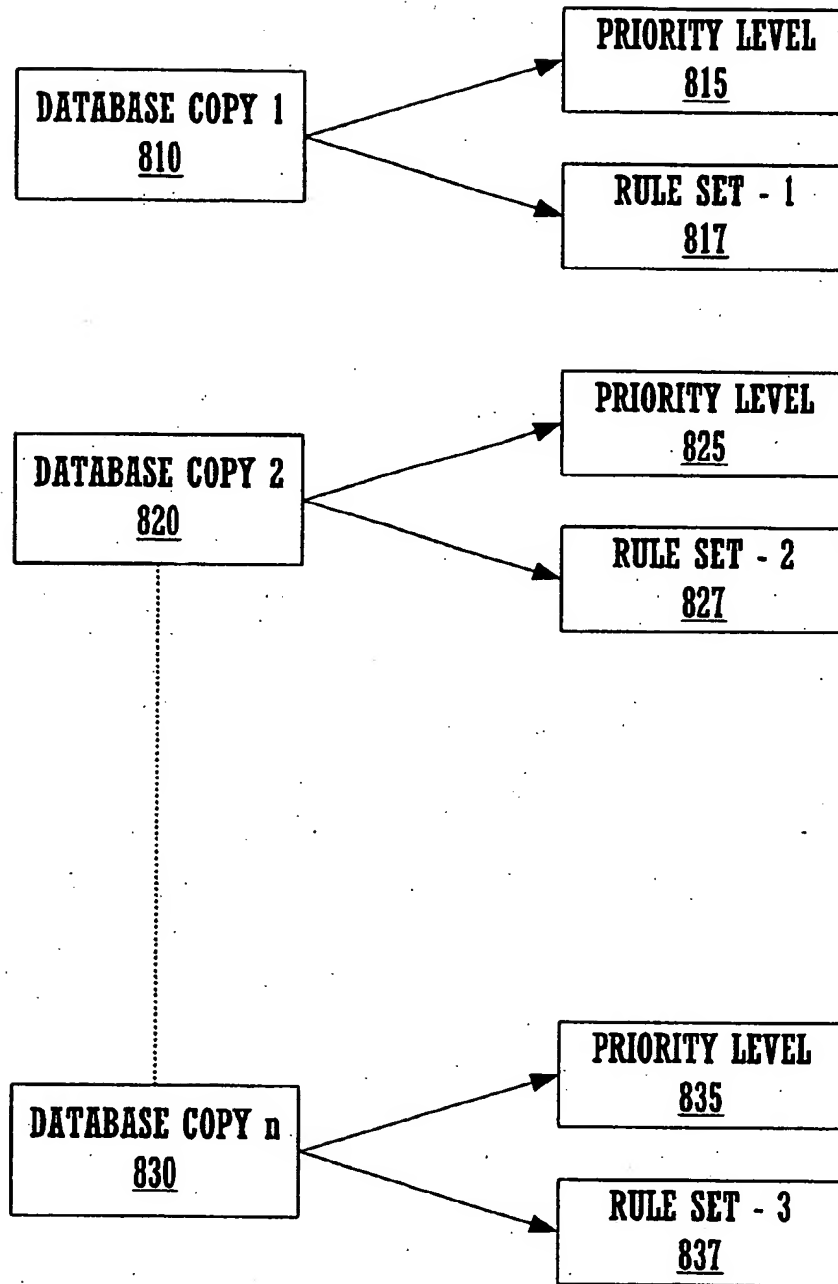 DATABASE COPY 1
810
PRIORITY LEVEL
815
RULE SET - 1
817
DATABASE COPY 2
820
PRIORITY LEVEL
825
RULE SET - 2
827
DATABASE COPY n
830
PRIORITY LEVEL
835
RULE SET - 3
837